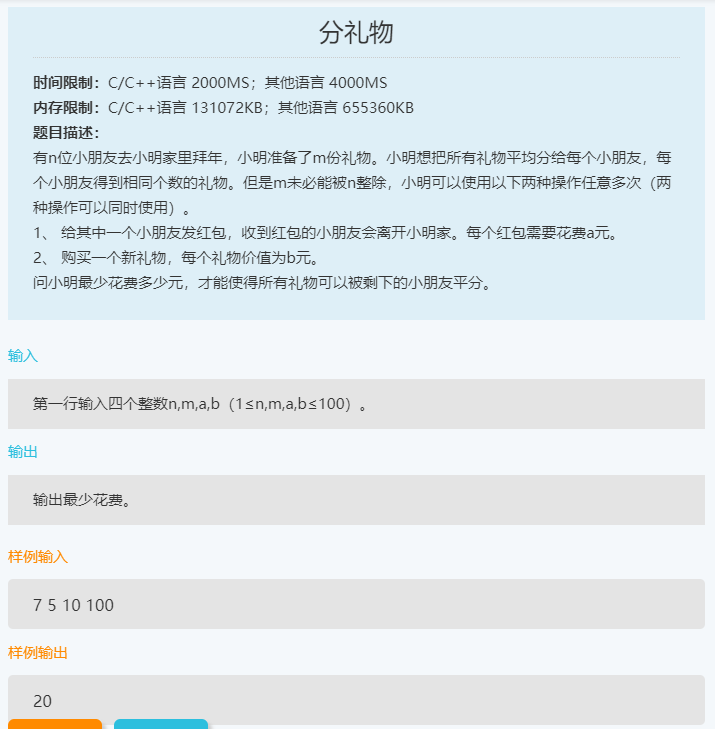 分礼物
时间限制：C/C++语言 2000MS；其他语言 4000MS
内存限制：C/C++语言 131072KB；其他语言 655360KB
题目描述：
有n位小朋友去小明家里拜年，小明准备了m份礼物。小明想把所有礼物平均分给每个小朋友，每
个小朋友得到相同个数的礼物。但是m未必能被n整除，小明可以使用以下两种操作任意多次（两
种操作可以同时使用）。
1、 给其中一个小朋友发红包，收到红包的小朋友会离开小明家。每个红包需要花费a元。
2、 购买一个新礼物，每个礼物价值为b元。
问小明最少花费多少元，才能使得所有礼物可以被剩下的小朋友平分。
输入
第一行输入四个整数n,m,a,b（1≤n,m,a,b≤100）。
输出
输出最少花费。
样例输入
7 5 10 100
样例输出
20